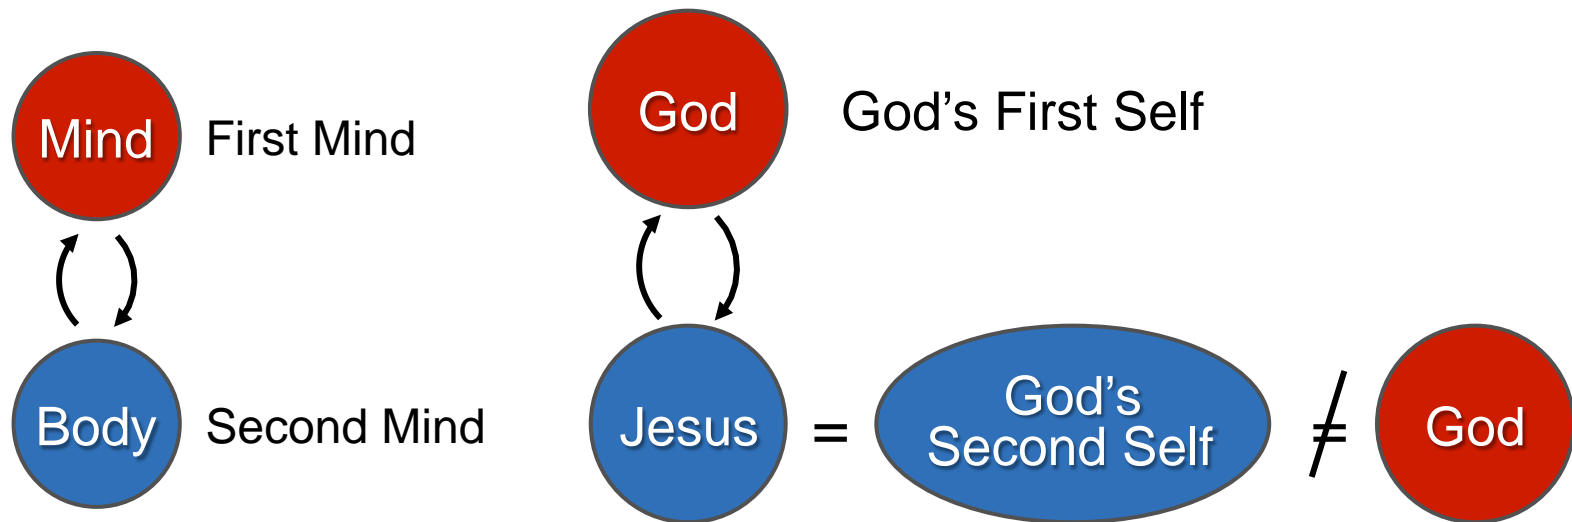 Mind
First Mind
God
God’s First Self
Body
Second Mind
Jesus
=
God’s
Second Self
≠
God